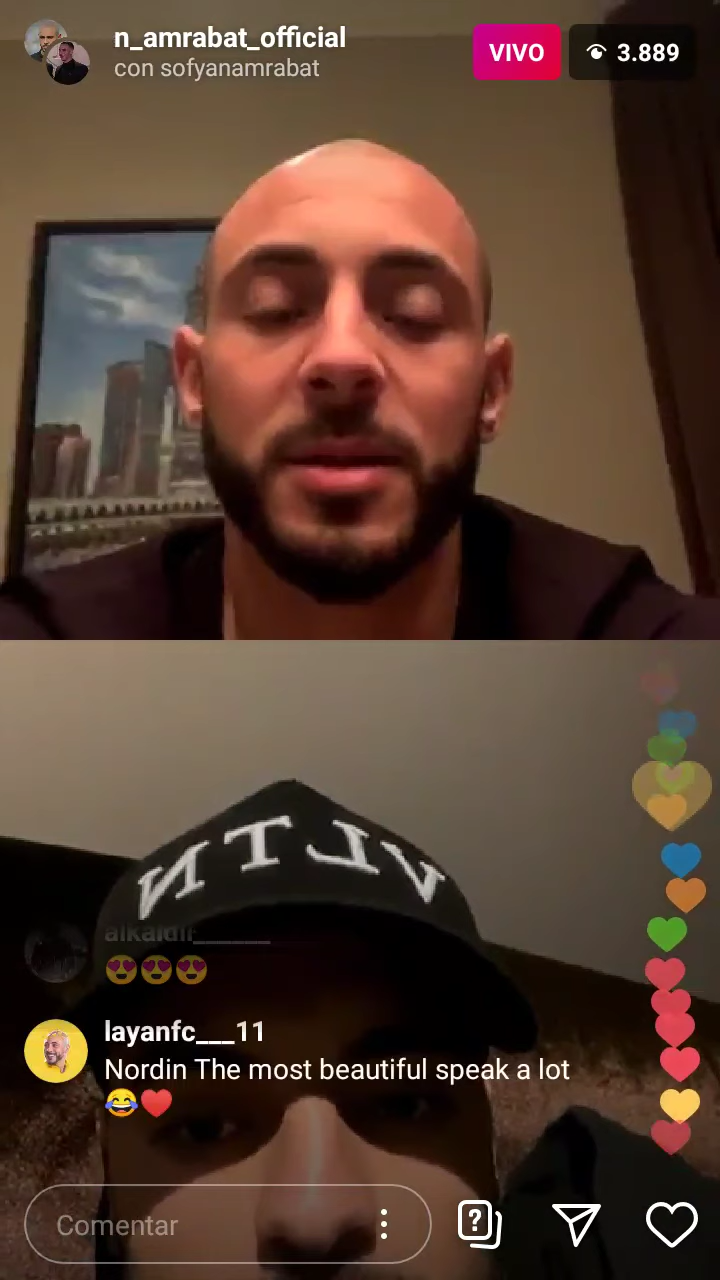 n_amrabat_official
con sofyanamrabat
VIVO
3.889
VLTN
😍😍😍
layanfc___11
Nordin The most beautiful speak a lot
😂❤️
Comentar